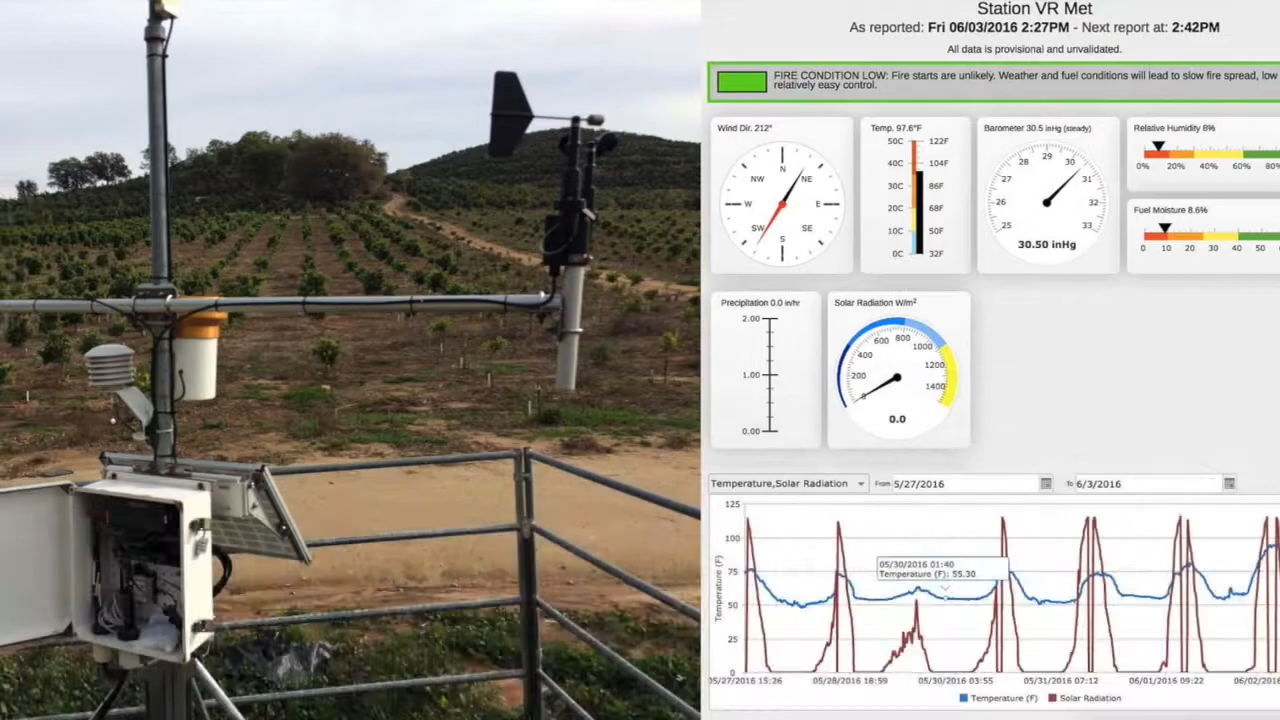 Station VR Met
As reported: Fri 06/03/2016 2:27PM - Next report at: 2:42PM
All data is provisional and unvalidated.
FIRE CONDITION LOW: Fire starts are unlikely. Weather and fuel conditions will lead to slow fire spread, low
relatively easy control.
Wind Dir. 212°
N
NE
E
SE
S
SW
W
NW
Temp. 97.6°F
50C 122F
40C 104F
30C 86F
20C 68F
10C 50F
0C 32F
Barometer 30.5 inHg (steady)
25
26
27
28
29
30
31
32
33
30.50 inHg
Relative Humidity 8%
0% 20% 40% 60% 80%
Fuel Moisture 8.6%
0 10 20 30 40 50
Precipitation 0.0 in/hr
2.00
1.00
0.00
Solar Radiation W/m²
0
200
400
600
800
1000
1200
1400
0.0
Temperature,Solar Radiation From 5/27/2016 To 6/3/2016
Temperature (F)
125
100
75
50
25
0
05/30/2016 01:40
Temperature (F): 55.30
05/27/2016 15:26 05/28/2016 18:59 05/30/2016 03:55 05/31/2016 07:12 06/01/2016 09:22 06/02/2016
Temperature (F) Solar Radiation